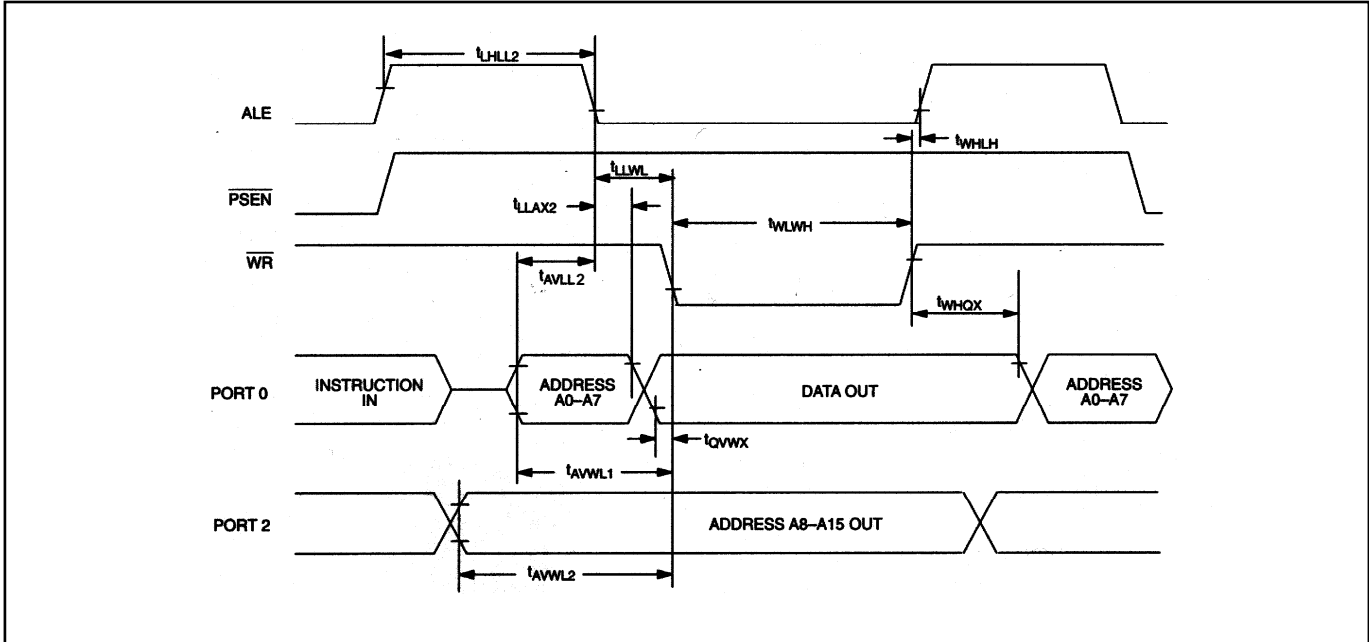 tLHLL2
ALE
tWHLH
tLLWL
PSEN
tLLAX2
tWLWH
WR
tAVLL2
tWHQX
PORT 0
INSTRUCTION
IN
ADDRESS
A0–A7
DATA OUT
ADDRESS
A0–A7
tQVWX
tAVWL1
PORT 2
ADDRESS A8–A15 OUT
tAVWL2